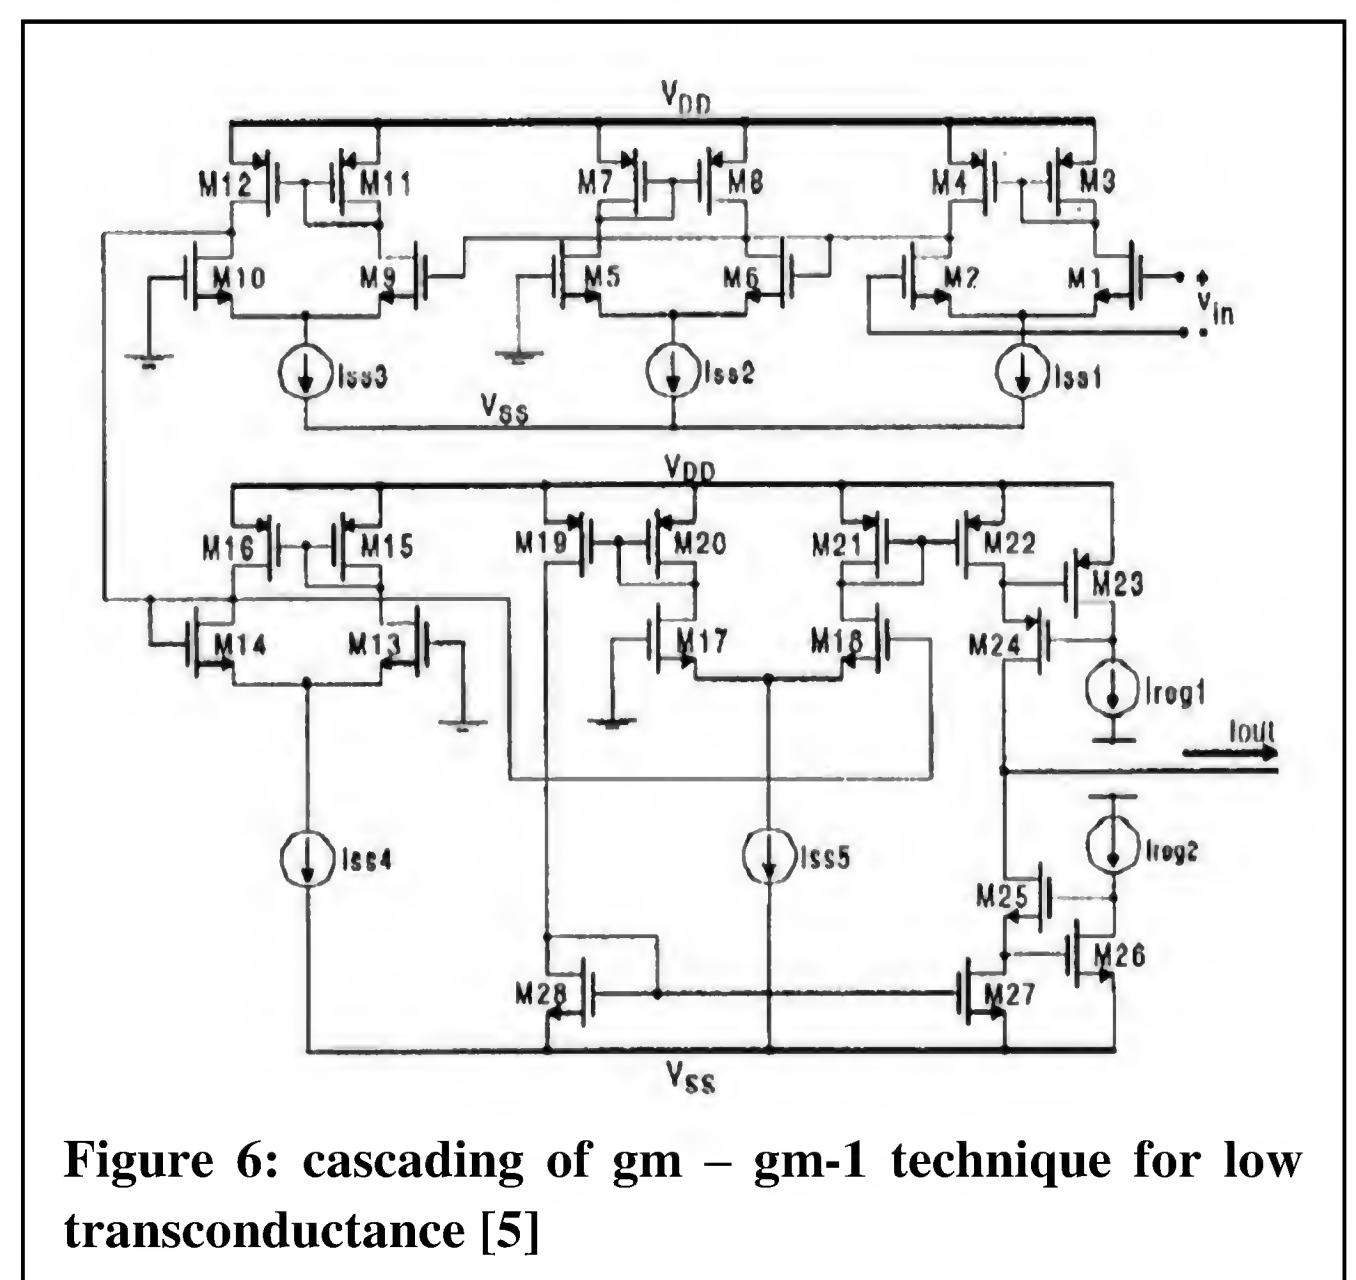 VDD
M12 M11 M7 M8 M4 M3
M10 M9 M5 M6 M2 M1
+
Vin
-
Iss3 Iss2 Iss1
VSS
VDD
M16 M15 M19 M20 M21 M22
M23
M14 M13 M17 M18 M24
Ireg1
Iout
Iss4 Iss5 Ireg2
M25
M26
M28 M27
VSS
Figure 6: cascading of gm – gm-1 technique for low
transconductance [5]